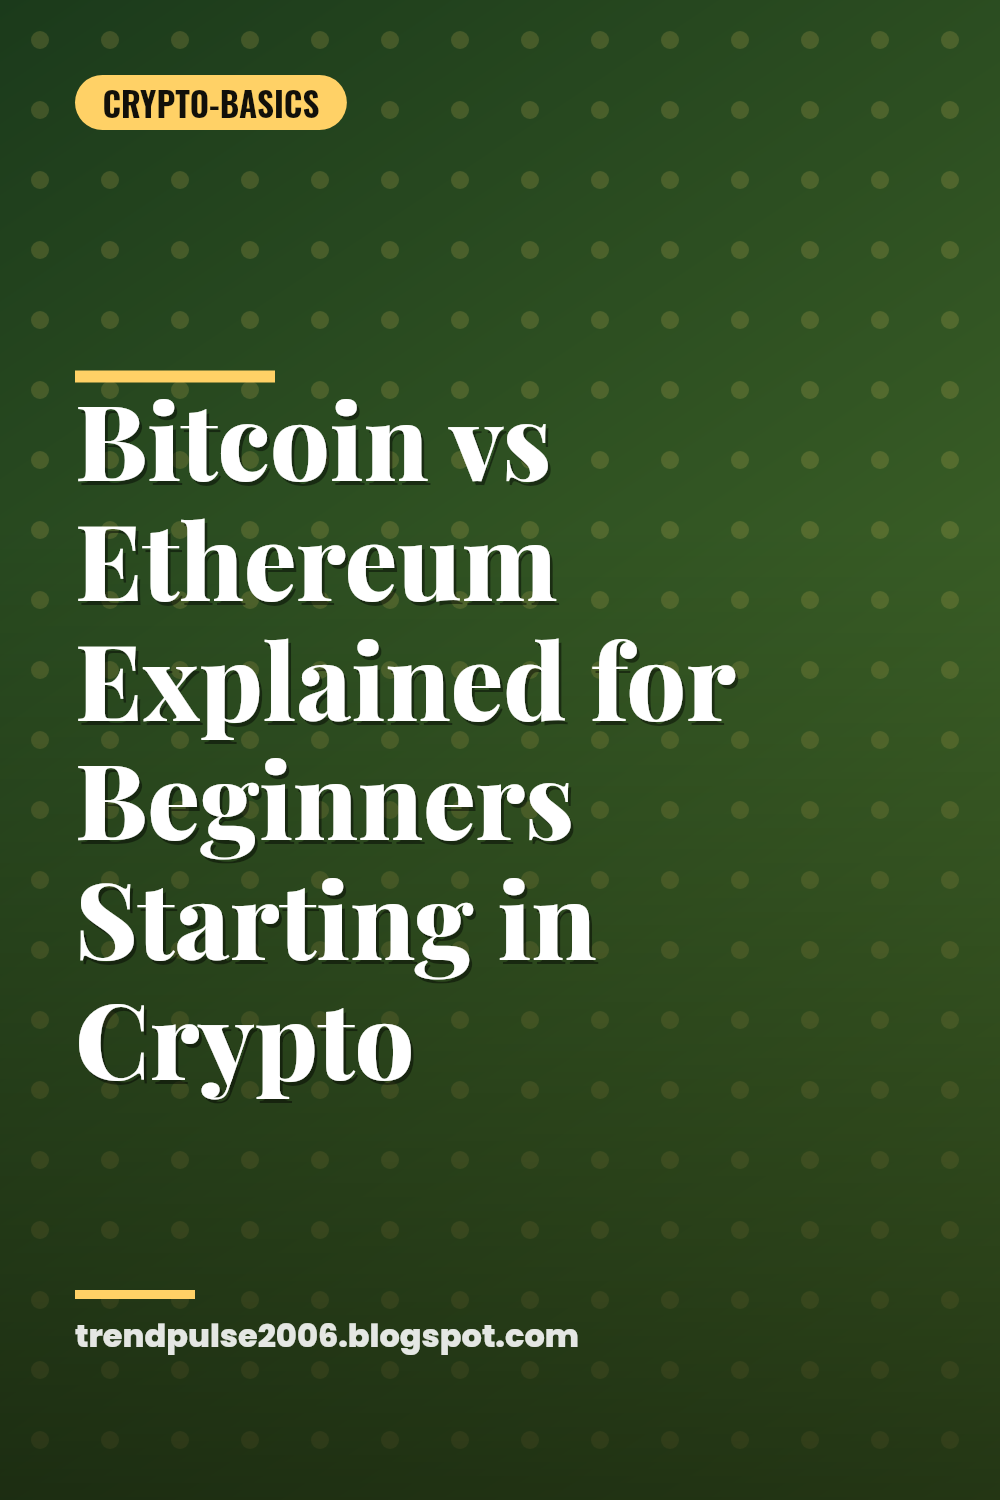 CRYPTO-BASICS
Bitcoin vs
Ethereum
Explained for
Beginners
Starting in
Crypto
trendpulse2006.blogspot.com